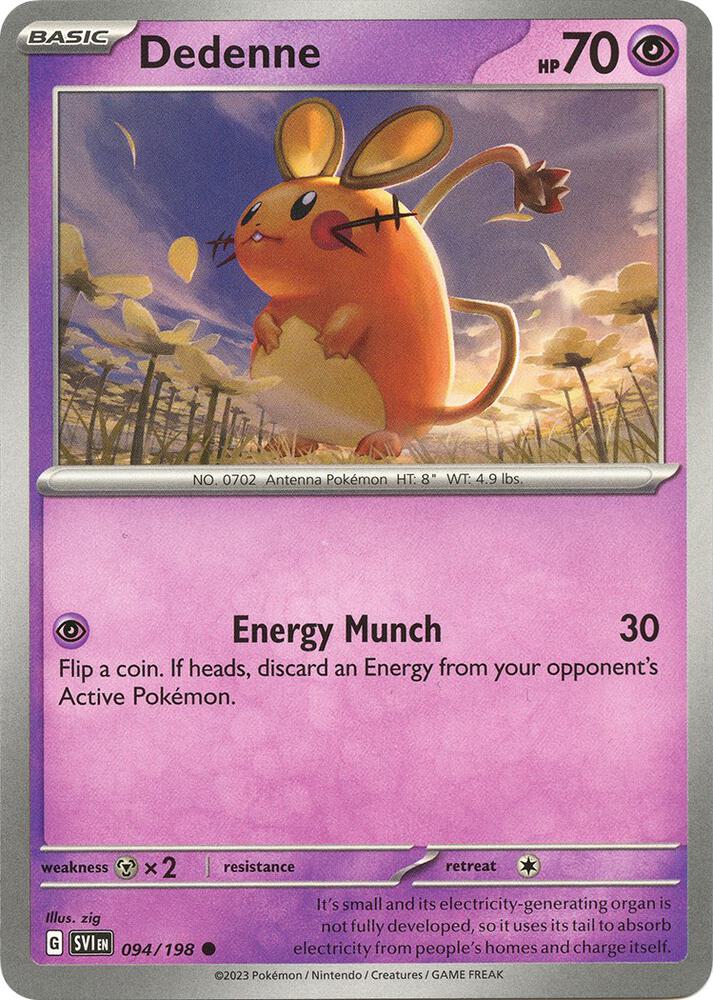 BASIC
Dedenne
HP 70
NO. 0702 Antenna Pokémon HT: 8" WT: 4.9 lbs.
Energy Munch 30
Flip a coin. If heads, discard an Energy from your opponent's
Active Pokémon.
weakness ×2 resistance retreat
Illus. zig
G SVI EN 094/198
It's small and its electricity-generating organ is
not fully developed, so it uses its tail to absorb
electricity from people's homes and charge itself.
©2023 Pokémon / Nintendo / Creatures / GAME FREAK